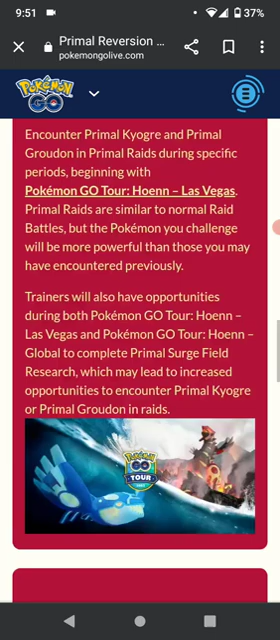 9:51
37%
Primal Reversion ...
pokemongolive.com
Pokémon
GO
Encounter Primal Kyogre and Primal
Groudon in Primal Raids during specific
periods, beginning with
Pokémon GO Tour: Hoenn – Las Vegas.
Primal Raids are similar to normal Raid
Battles, but the Pokémon you challenge
will be more powerful than those you may
have encountered previously.
Trainers will also have opportunities
during both Pokémon GO Tour: Hoenn –
Las Vegas and Pokémon GO Tour: Hoenn –
Global to complete Primal Surge Field
Research, which may lead to increased
opportunities to encounter Primal Kyogre
or Primal Groudon in raids.
GO
TOUR